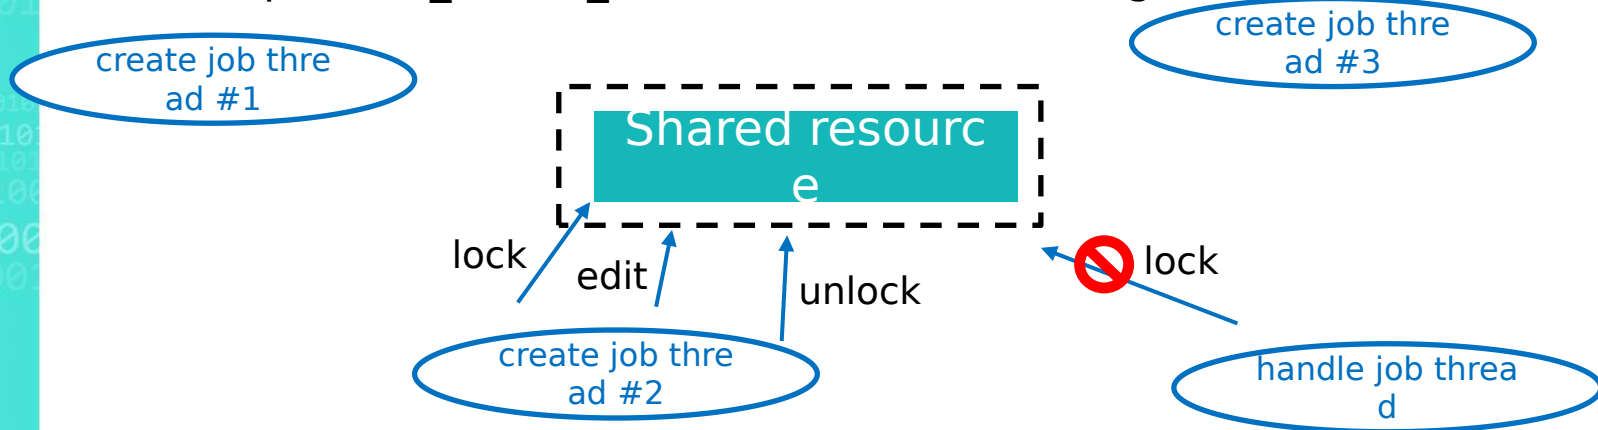 create job thre
ad #1
create job thre
ad #3
Shared resourc
e
lock
edit
unlock
lock
create job thre
ad #2
handle job threa
d